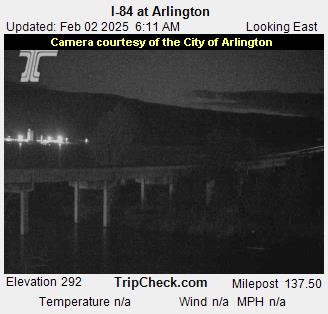 I-84 at Arlington
Updated: Feb 02 2025 6:11 AM Looking East
Camera courtesy of the City of Arlington
Elevation 292 TripCheck.com Milepost 137.50
Temperature n/a Wind n/a MPH n/a